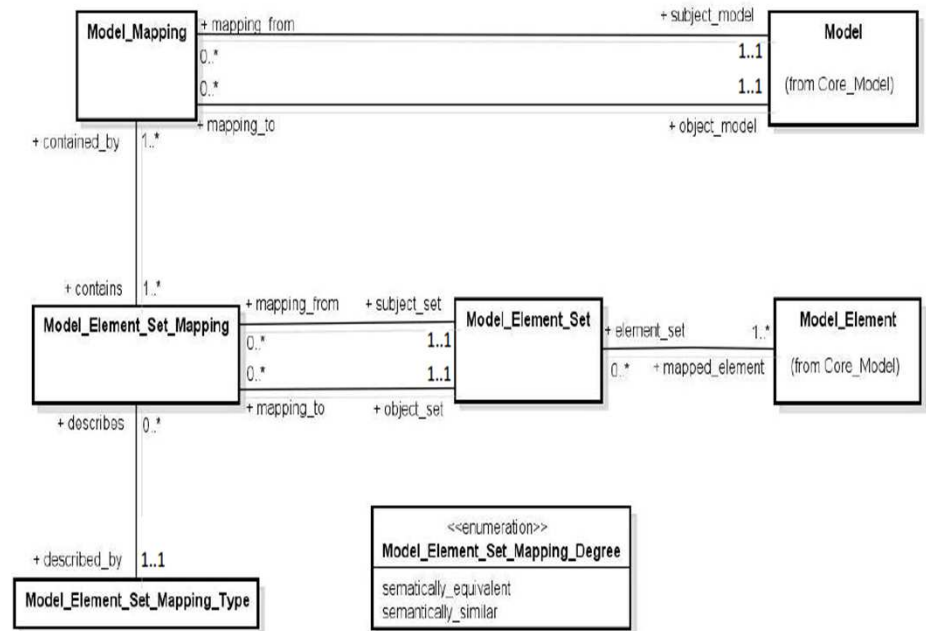 Model_Mapping
+ mapping_from
0..*
+ subject_model
1..1
Model
(from Core_Model)
0..*
+ mapping_to
1..1
+ object_model
+ contained_by
1..*
+ contains
1..*
Model_Element_Set_Mapping
+ mapping_from
0..*
+ subject_set
1..1
0..*
+ mapping_to
1..1
+ object_set
Model_Element_Set
+ element_set
0..*
1..*
+ mapped_element
Model_Element
(from Core_Model)
+ describes
0..*
+ described_by
1..1
Model_Element_Set_Mapping_Type
<<enumeration>>
Model_Element_Set_Mapping_Degree
sematically_equivalent
semantically_similar